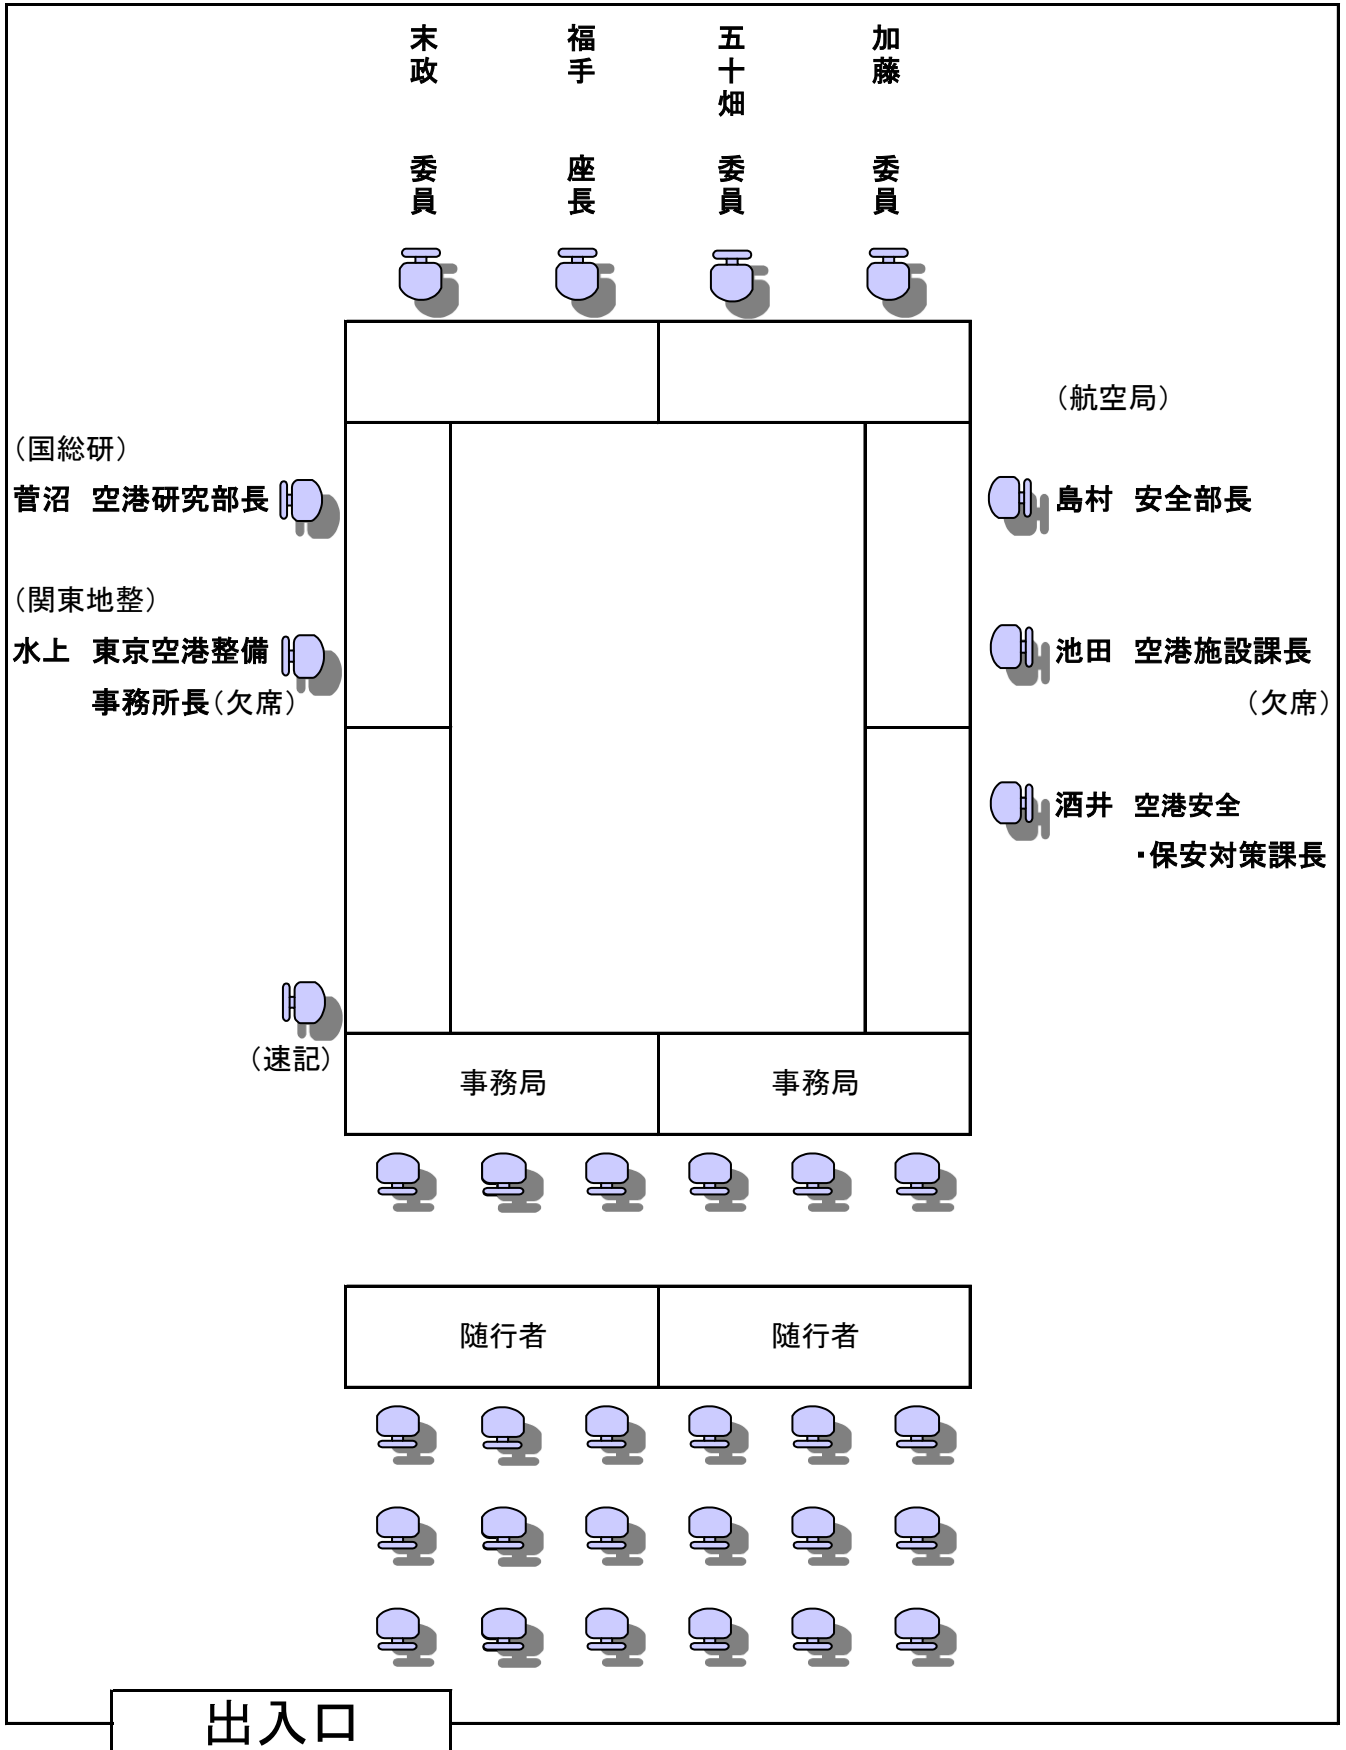 末政　委員
福手　座長
五十畑　委員
加藤　委員
（航空局）
（国総研）
菅沼　空港研究部長
島村　安全部長
（関東地整）
水上　東京空港整備
事務所長（欠席）
池田　空港施設課長
（欠席）
酒井　空港安全
・保安対策課長
（速記）
事務局
事務局
随行者
随行者
出入口